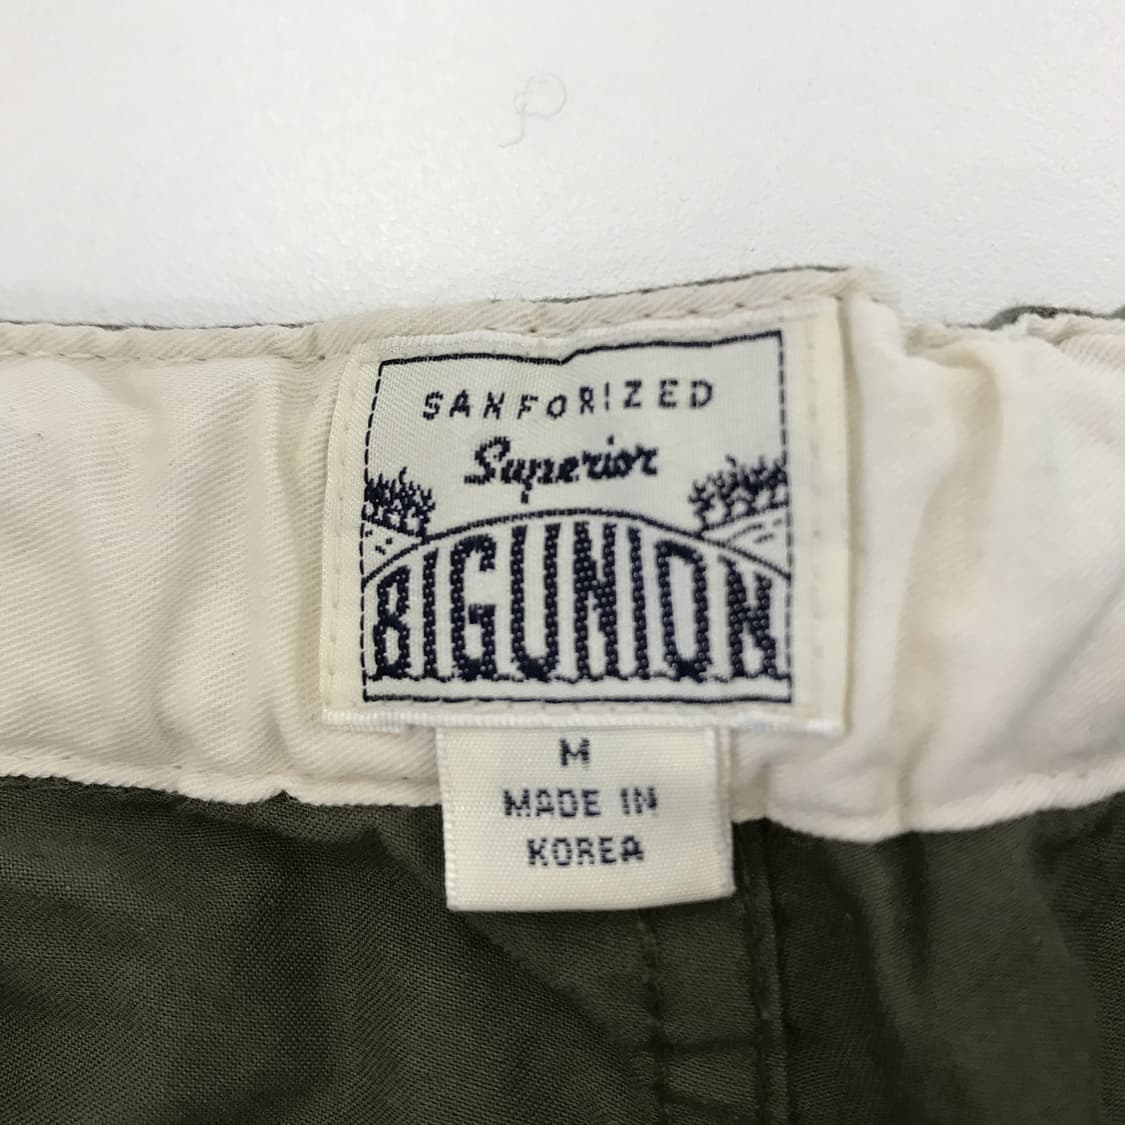 SANFORIZED
Superior
BIGUNION
M
MADE IN
KOREA